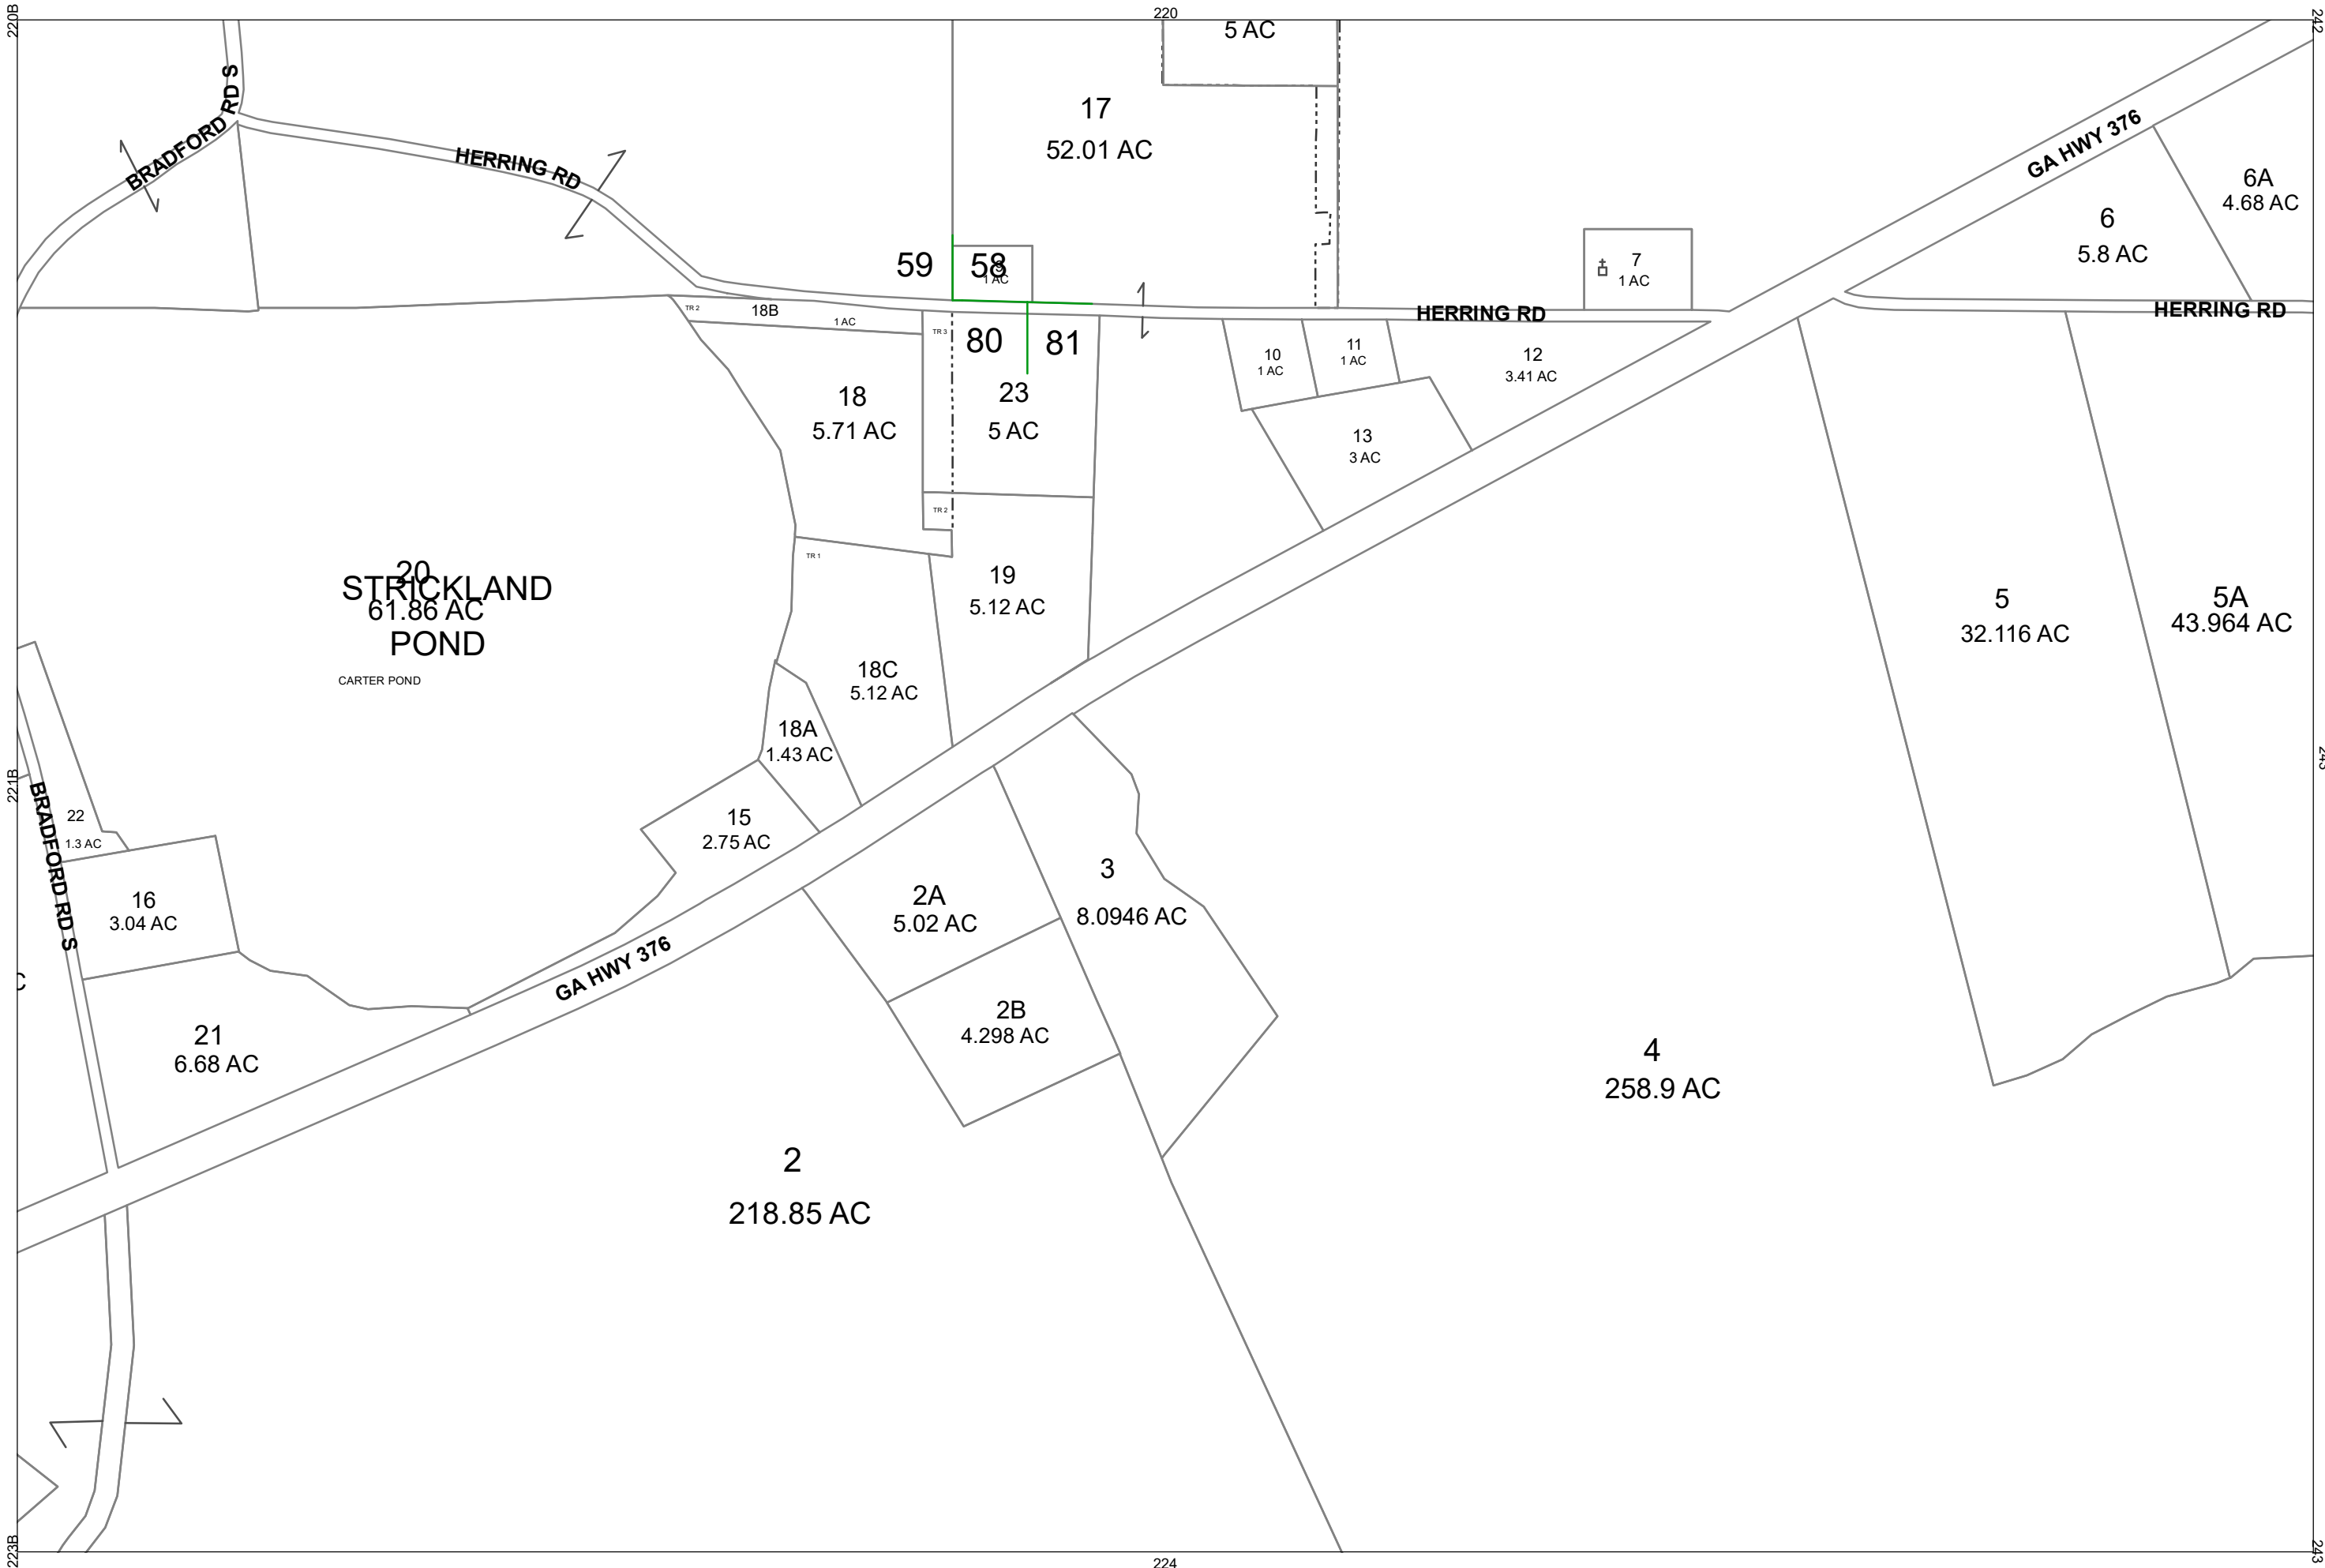 220B
220
242
5 AC
17
52.01 AC
BRADFORD RD S
HERRING RD
GA HWY 376
6A
4.68 AC
6
5.8 AC
59
58
1 AC
7
1 AC
HERRING RD
HERRING RD
TR 2
18B
1 AC
TR 3
80
81
10
1 AC
11
1 AC
12
3.41 AC
18
5.71 AC
23
5 AC
13
3 AC
TR 2
TR 1
20
STRICKLAND
61.86 AC
POND
CARTER POND
19
5.12 AC
5
32.116 AC
5A
43.964 AC
18C
5.12 AC
18A
1.43 AC
221B
243
BRADFORD RD S
22
1.3 AC
15
2.75 AC
16
3.04 AC
2A
5.02 AC
3
8.0946 AC
GA HWY 376
C
21
6.68 AC
2B
4.298 AC
4
258.9 AC
2
218.85 AC
223B
224
243